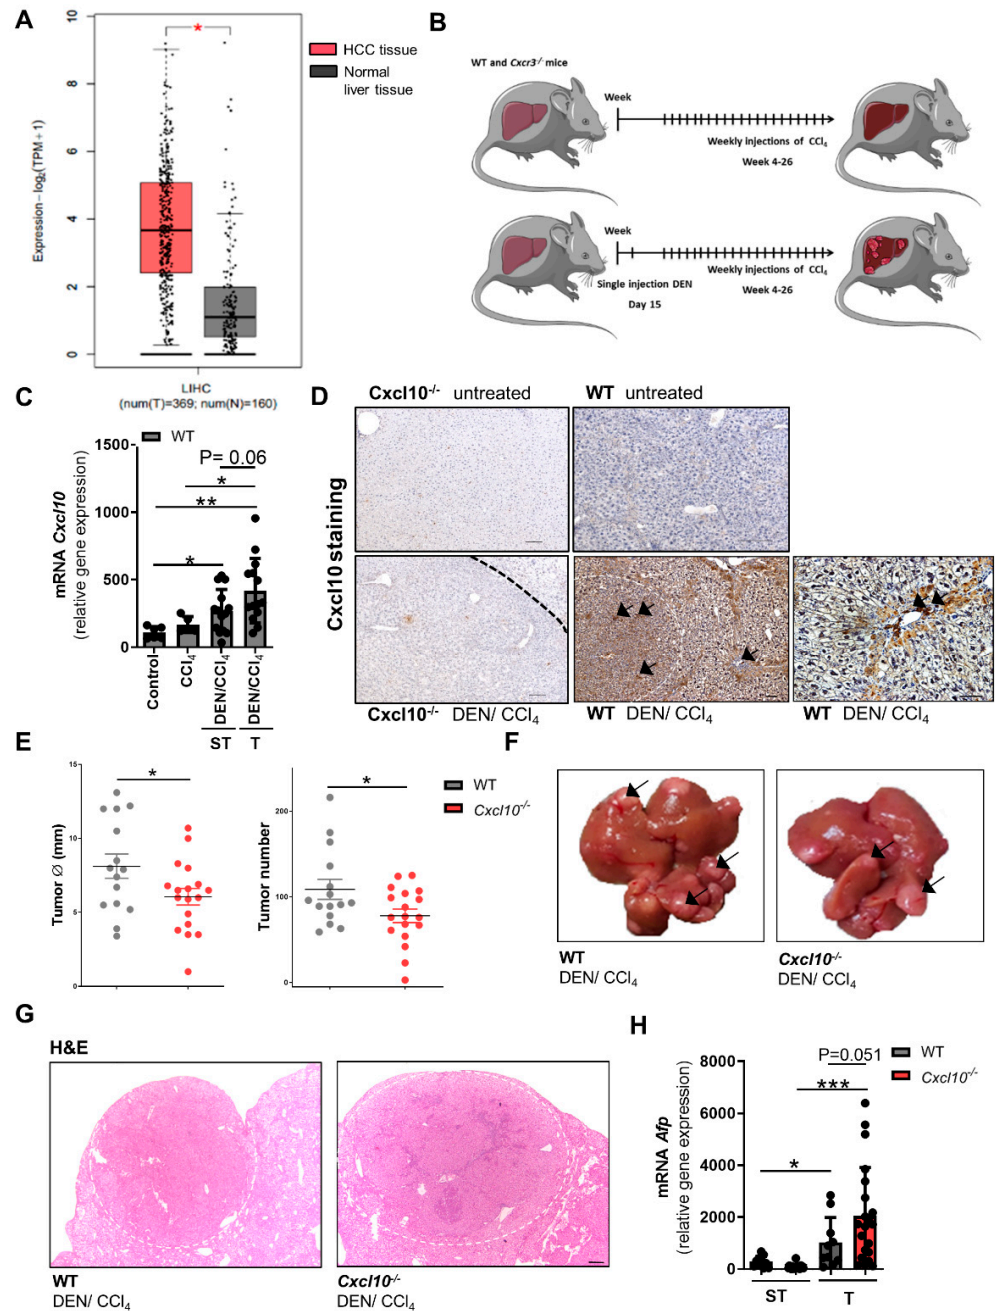 A
10
8
6
4
2
0
Expression – log₂(TPM+1)
*
HCC tissue
Normal
liver tissue
LIHC
(num(T)=369; num(N)=160)
B
WT and Cxcr3⁻/⁻ mice
Week
Weekly injections of CCl₄
Week 4-26
Week
Single injection DEN
Day 15
Weekly injections of CCl₄
Week 4-26
C
WT
mRNA Cxcl10
(relative gene expression)
1500
1000
500
0
P= 0.06
*
**
*
Control
CCl₄
DEN/CCl₄
DEN/CCl₄
ST
T
D
Cxcl10⁻/⁻ untreated
WT untreated
Cxcl10 staining
Cxcl10⁻/⁻ DEN/ CCl₄
WT DEN/ CCl₄
WT DEN/ CCl₄
E
15
10
5
0
Tumor Ø (mm)
*
200
100
0
Tumor number
*
WT
Cxcl10⁻/⁻
F
WT
DEN/ CCl₄
Cxcl10⁻/⁻
DEN/ CCl₄
G
H&E
WT
DEN/ CCl₄
Cxcl10⁻/⁻
DEN/ CCl₄
H
8000
6000
4000
2000
0
mRNA Afp
(relative gene expression)
P=0.051
***
*
WT
Cxcl10⁻/⁻
ST
T